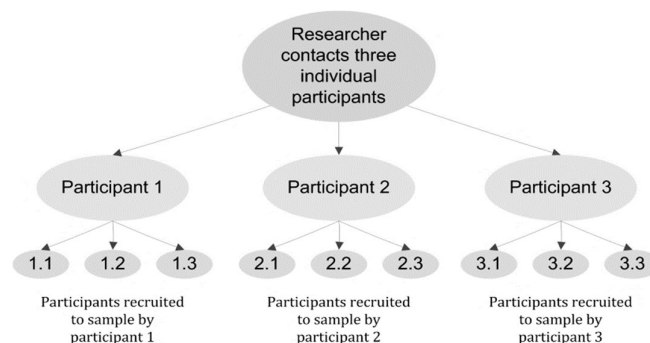 Researcher
contacts three
individual
participants
Participant 1
Participant 2
Participant 3
1.1
1.2
1.3
2.1
2.2
2.3
3.1
3.2
3.3
Participants recruited
to sample by
participant 1
Participants recruited
to sample by
participant 2
Participants recruited
to sample by
participant 3